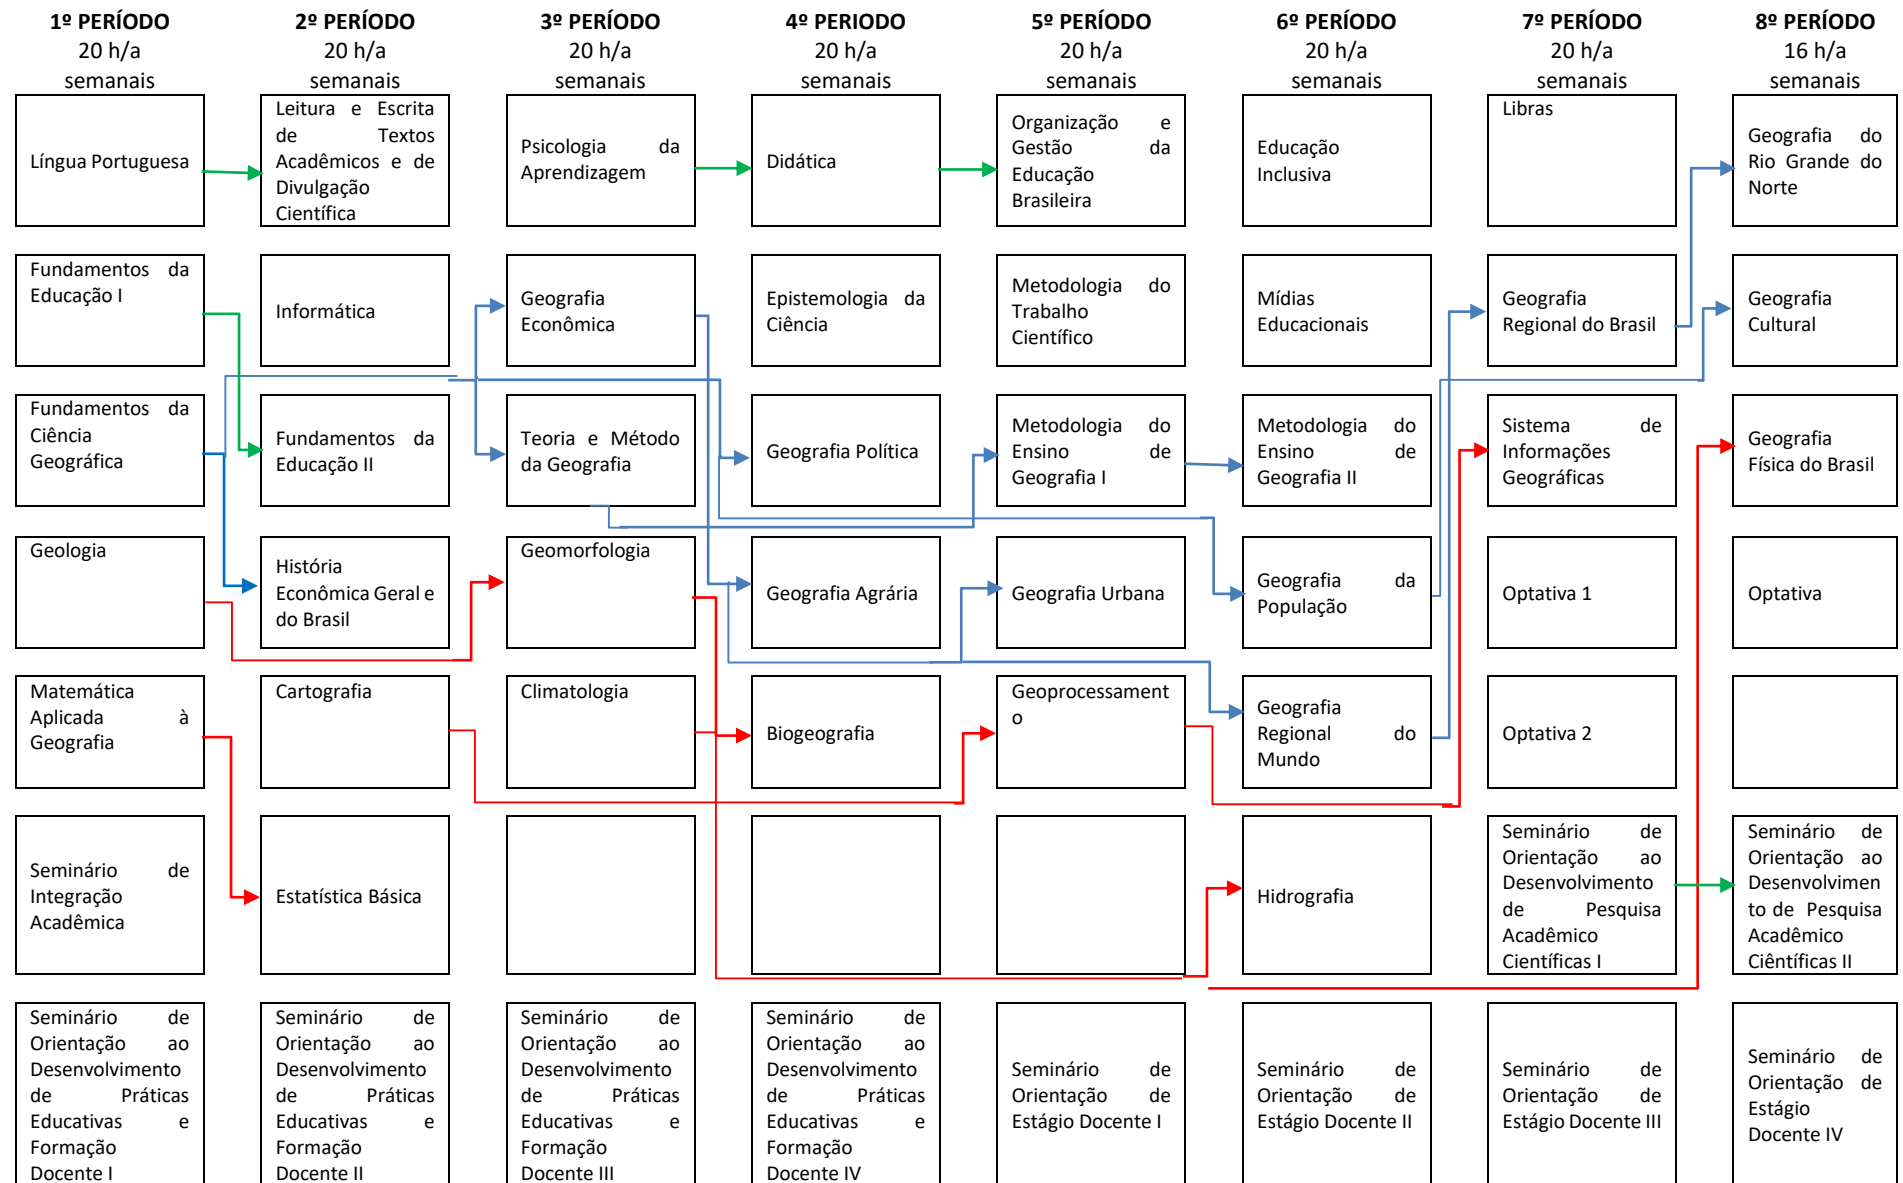 1º PERÍODO
20 h/a
semanais
2º PERÍODO
20 h/a
semanais
3º PERÍODO
20 h/a
semanais
4º PERIODO
20 h/a
semanais
5º PERÍODO
20 h/a
semanais
6º PERÍODO
20 h/a
semanais
7º PERÍODO
20 h/a
semanais
8º PERÍODO
16 h/a
semanais
Língua Portuguesa
Leitura e Escrita
de Textos
Acadêmicos e de
Divulgação
Científica
Psicologia da
Aprendizagem
Didática
Organização e
Gestão da
Educação
Brasileira
Educação
Inclusiva
Libras
Geografia do
Rio Grande do
Norte
Fundamentos da
Educação I
Informática
Geografia
Econômica
Epistemologia da
Ciência
Metodologia do
Trabalho
Científico
Mídias
Educacionais
Geografia
Regional do Brasil
Geografia
Cultural
Fundamentos da
Ciência
Geográfica
Fundamentos da
Educação II
Teoria e Método
da Geografia
Geografia Política
Metodologia do
Ensino de
Geografia I
Metodologia do
Ensino de
Geografia II
Sistema de
Informações
Geográficas
Geografia
Física do Brasil
Geologia
História
Econômica Geral e
do Brasil
Geomorfologia
Geografia Agrária
Geografia Urbana
Geografia da
População
Optativa 1
Optativa
Matemática
Aplicada à
Geografia
Cartografia
Climatologia
Biogeografia
Geoprocessament
o
Geografia
Regional do
Mundo
Optativa 2
Seminário de
Integração
Acadêmica
Estatística Básica
Hidrografia
Seminário de
Orientação ao
Desenvolvimento
de Pesquisa
Acadêmico
Científicas I
Seminário de
Orientação ao
Desenvolvimen
to de Pesquisa
Acadêmico
Ciêntíficas II
Seminário de
Orientação ao
Desenvolvimento
de Práticas
Educativas e
Formação
Docente I
Seminário de
Orientação ao
Desenvolvimento
de Práticas
Educativas e
Formação
Docente II
Seminário de
Orientação ao
Desenvolvimento
de Práticas
Educativas e
Formação
Docente III
Seminário de
Orientação ao
Desenvolvimento
de Práticas
Educativas e
Formação
Docente IV
Seminário de
Orientação de
Estágio Docente I
Seminário de
Orientação de
Estágio Docente II
Seminário de
Orientação de
Estágio Docente III
Seminário de
Orientação de
Estágio
Docente IV